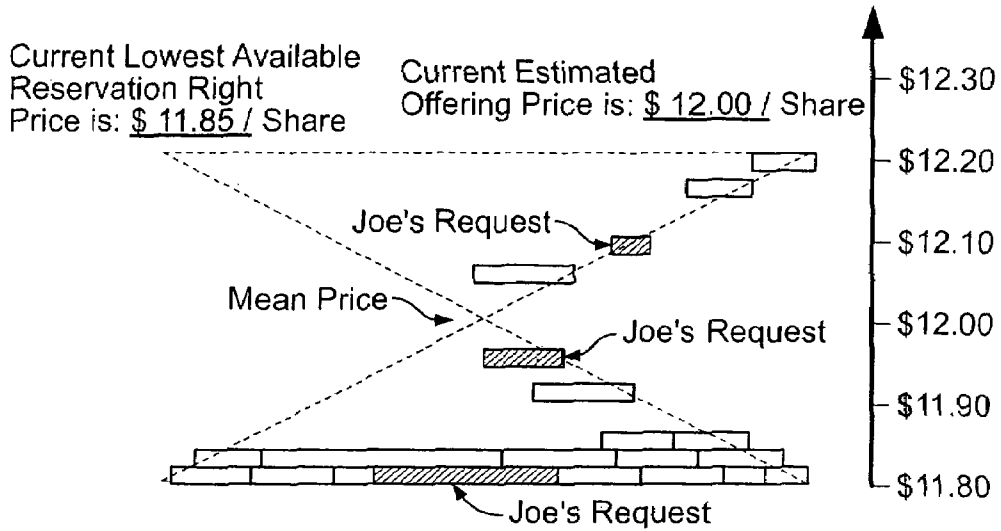 Current Lowest Available
Reservation Right
Price is: $ 11.85 / Share
Current Estimated
Offering Price is: $ 12.00 / Share
$12.30
$12.20
Joe's Request
$12.10
Mean Price
$12.00
Joe's Request
$11.90
$11.80
Joe's Request